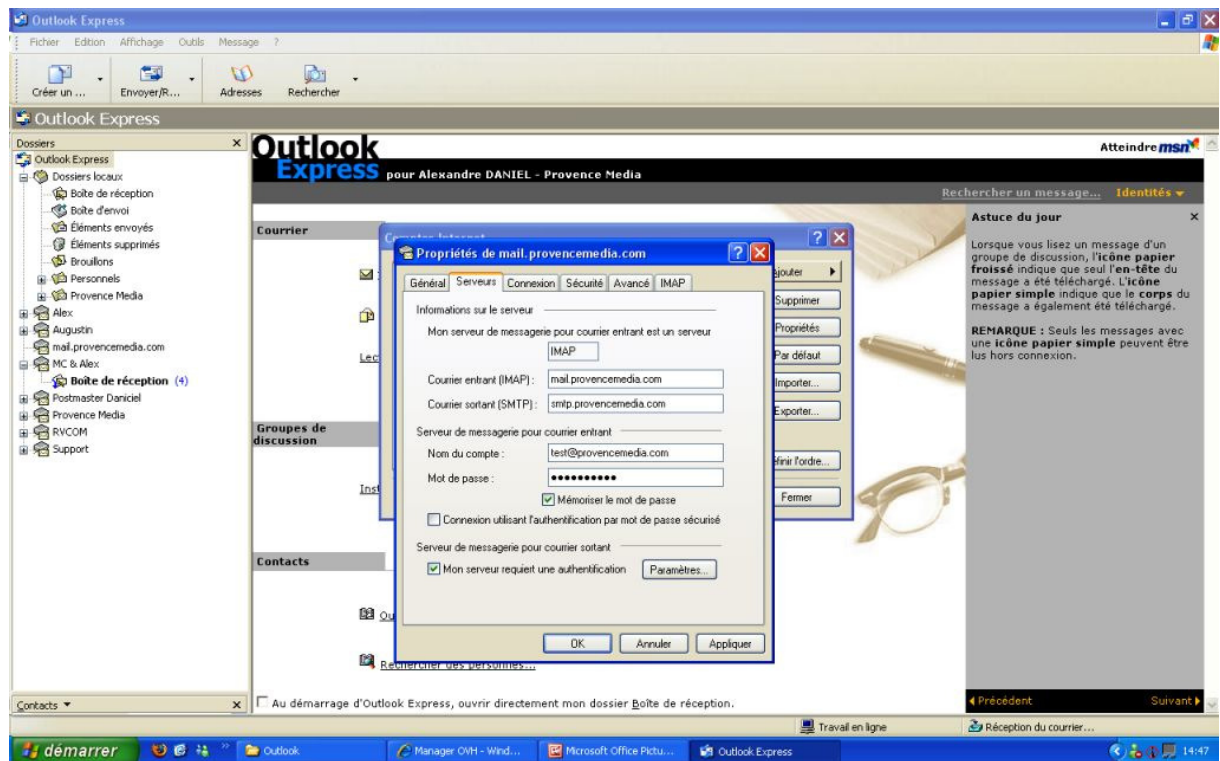 Outlook Express
Fichier Edition Affichage Outils Message ?
Créer un ... Envoyer/R... Adresses Rechercher
Outlook Express
Dossiers
Outlook Express
Dossiers locaux
Boîte de réception
Boîte d'envoi
Éléments envoyés
Éléments supprimés
Brouillons
Personnels
Provence Media
Alex
Augustin
mail.provencemedia.com
MC & Alex
Boîte de réception (4)
Postmaster Daniciel
Provence Media
RVCOM
Support
Contacts
Outlook
Express pour Alexandre DANIEL - Provence Media
Atteindre msn
Rechercher un message... Identités
Courrier
Lec
Groupes de
discussion
Inst
Contacts
Ou
Rechercher des personnes...
Au démarrage d'Outlook Express, ouvrir directement mon dossier Boîte de réception.
Comptes Internet
Ajouter
Supprimer
Propriétés
Par défaut
Importer...
Exporter...
éfinir l'ordre...
Fermer
Propriétés de mail.provencemedia.com
Général Serveurs Connexion Sécurité Avancé IMAP
Informations sur le serveur
Mon serveur de messagerie pour courrier entrant est un serveur
IMAP
Courrier entrant (IMAP) : mail.provencemedia.com
Courrier sortant (SMTP) : smtp.provencemedia.com
Serveur de messagerie pour courrier entrant
Nom du compte : test@provencemedia.com
Mot de passe : ●●●●●●●●●●
Mémoriser le mot de passe
Connexion utilisant l'authentification par mot de passe sécurisé
Serveur de messagerie pour courrier sortant
Mon serveur requiert une authentification Paramètres...
OK Annuler Appliquer
Astuce du jour
Lorsque vous lisez un message d'un
groupe de discussion, l'icône papier
froissé indique que seul l'en-tête du
message a été téléchargé. L'icône
papier simple indique que le corps du
message a également été téléchargé.
REMARQUE : Seuls les messages avec
une icône papier simple peuvent être
lus hors connexion.
Précédent Suivant
Travail en ligne Réception du courrier...
démarrer Outlook Manager OVH - Wind... Microsoft Office Pictu... Outlook Express 14:47